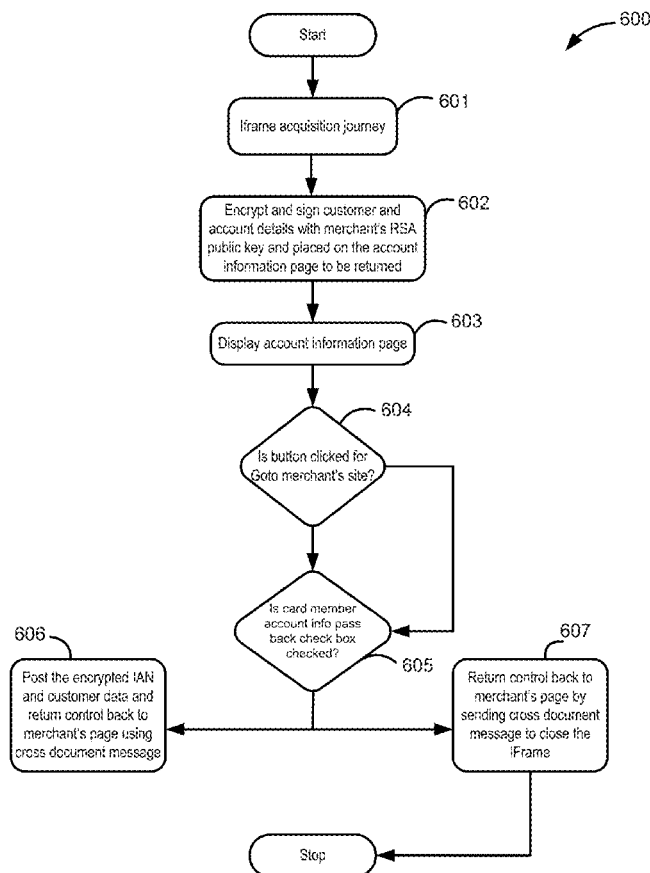 Start
600
Iframe acquisition journey
601
Encrypt and sign customer and
account details with merchant's RSA
public key and placed on the account
information page to be returned
602
Display account information page
603
604
Is button clicked for
Goto merchant's site?
Is card member
account info pass
back check box
checked?
605
606
Post the encrypted IAN
and customer data and
return control back to
merchant's page using
cross document message
607
Return control back to
merchant's page by
sending cross document
message to close the
iFrame
Stop